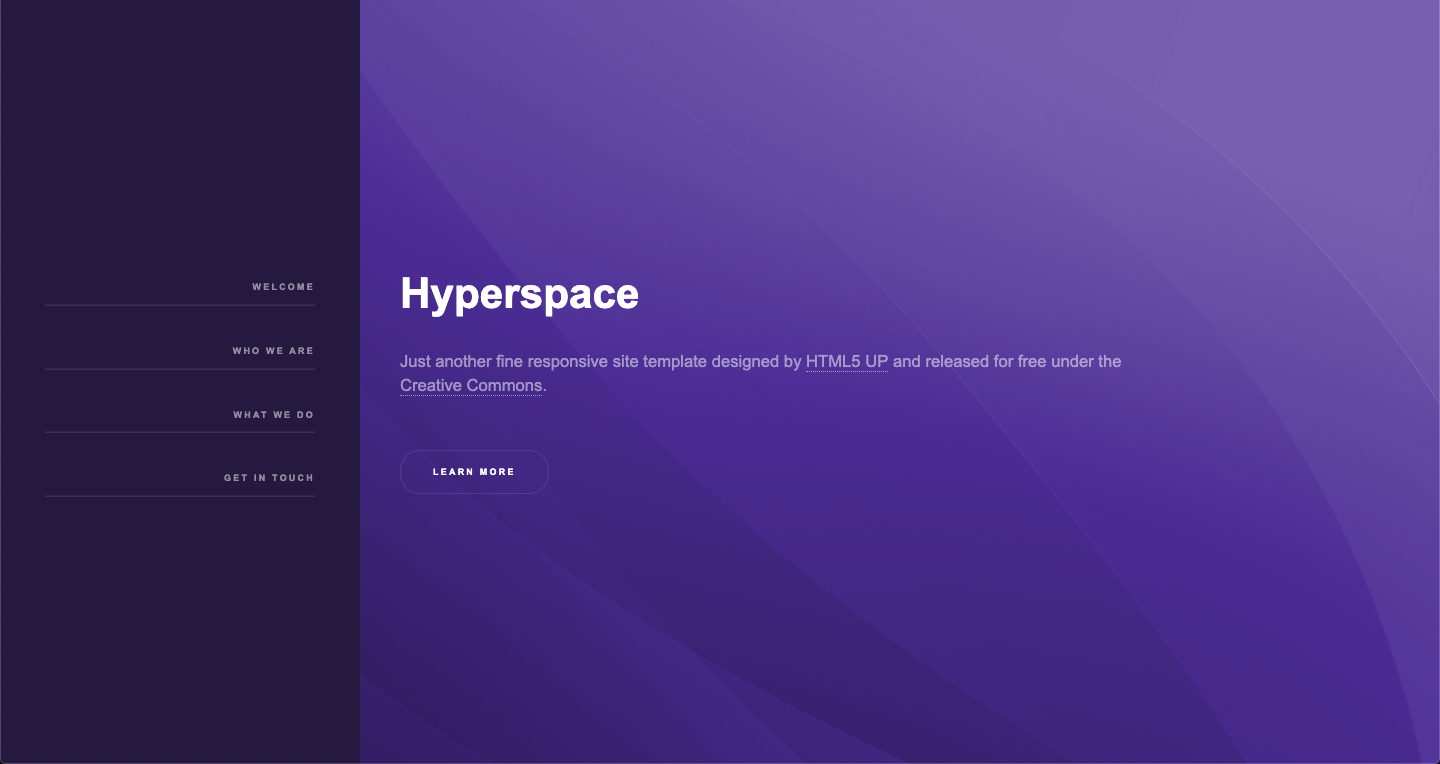 WELCOME
WHO WE ARE
WHAT WE DO
GET IN TOUCH
Hyperspace
Just another fine responsive site template designed by HTML5 UP and released for free under the
Creative Commons.
LEARN MORE